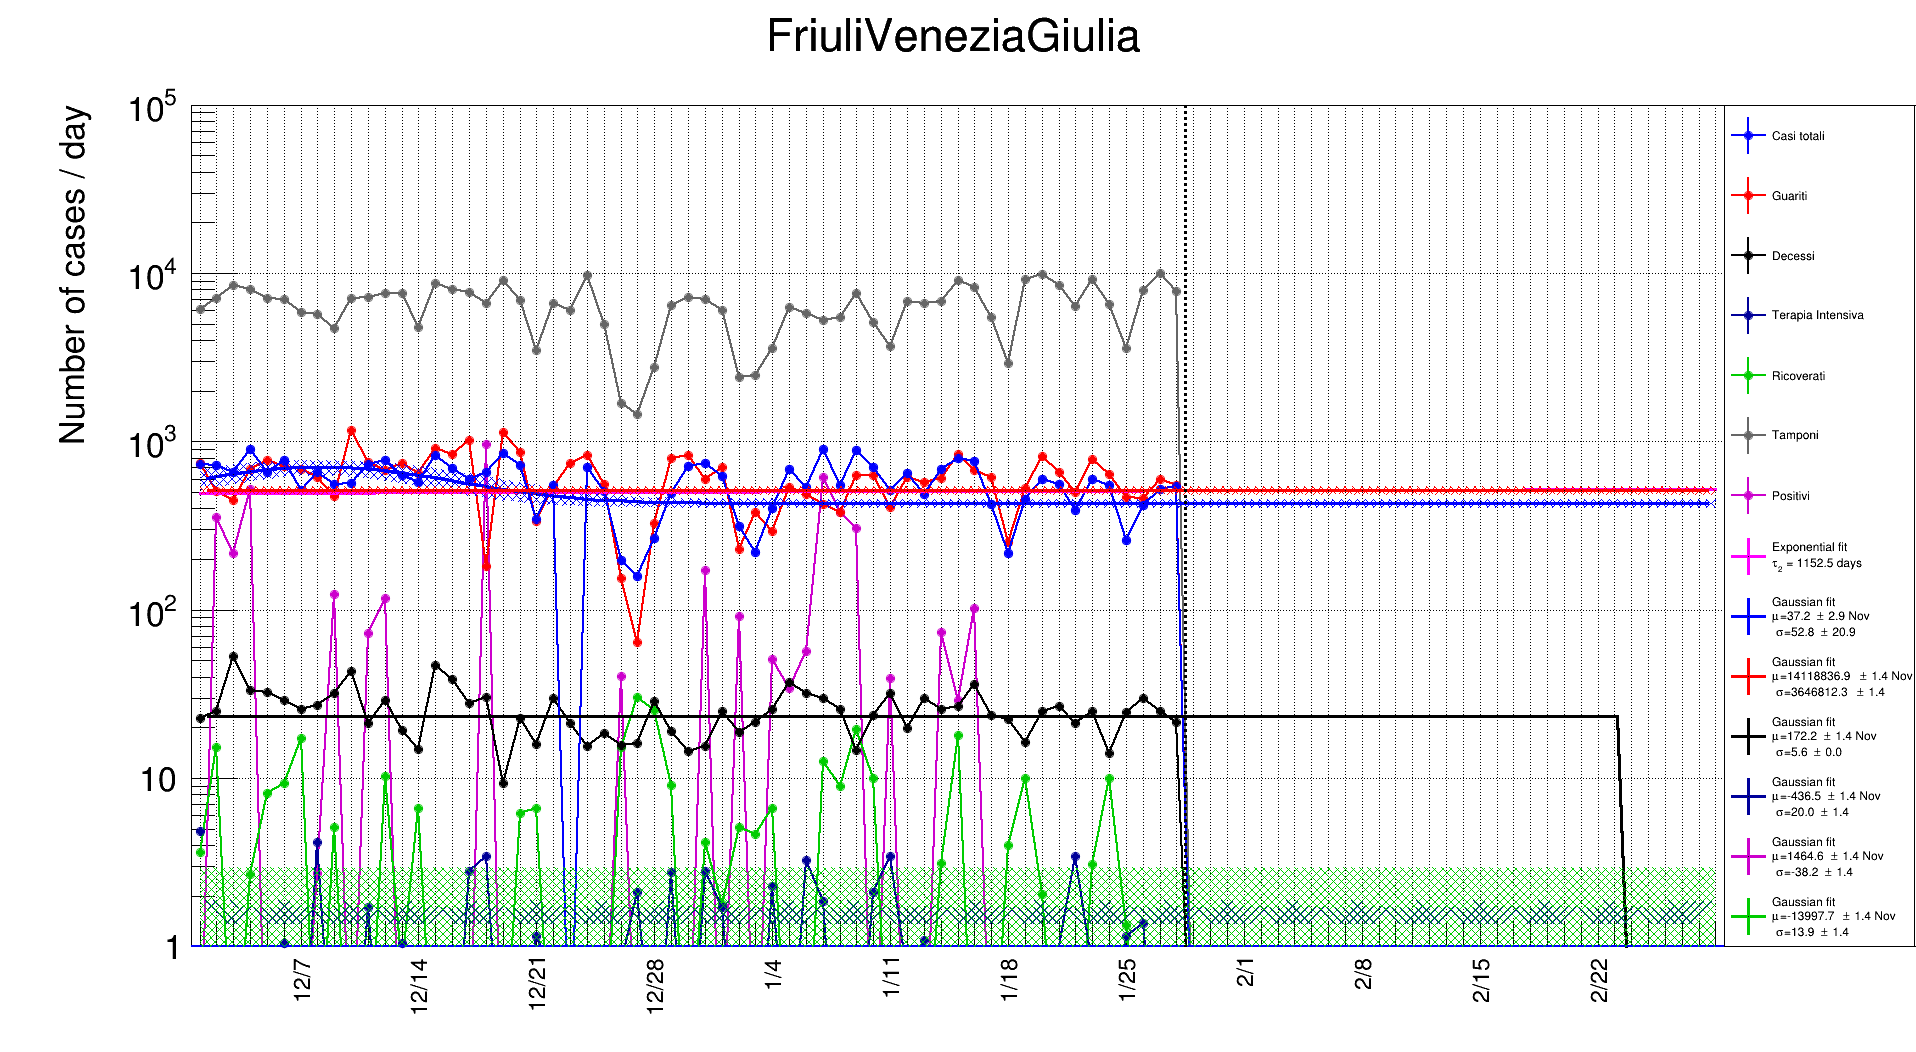 FriuliVeneziaGiulia
Number of cases / day
10^5
10^4
10^3
10^2
10
1
12/7
12/14
12/21
12/28
1/4
1/11
1/18
1/25
2/1
2/8
2/15
2/22
Casi totali
Guariti
Decessi
Terapia Intensiva
Ricoverati
Tamponi
Positivi
Exponential fit
τ_2 = 1152.5 days
Gaussian fit
μ=37.2 ± 2.9 Nov
σ=52.8 ± 20.9
Gaussian fit
μ=14118836.9 ± 1.4 Nov
σ=3646812.3 ± 1.4
Gaussian fit
μ=172.2 ± 1.4 Nov
σ=5.6 ± 0.0
Gaussian fit
μ=-436.5 ± 1.4 Nov
σ=20.0 ± 1.4
Gaussian fit
μ=1464.6 ± 1.4 Nov
σ=-38.2 ± 1.4
Gaussian fit
μ=-13997.7 ± 1.4 Nov
σ=13.9 ± 1.4